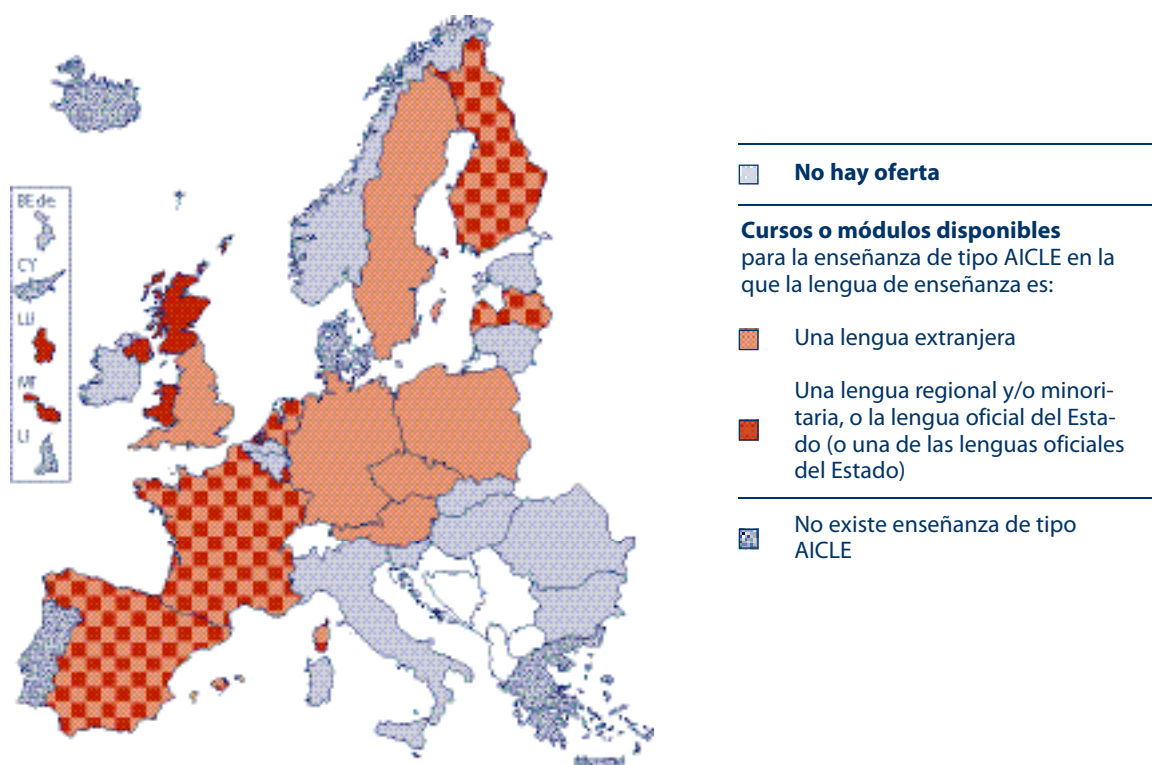 BE de
CY
LU
MT
LI
No hay oferta
Cursos o módulos disponibles
para la enseñanza de tipo AICLE en la
que la lengua de enseñanza es:
Una lengua extranjera
Una lengua regional y/o minori-
taria, o la lengua oficial del Esta-
do (o una de las lenguas oficiales
del Estado)
No existe enseñanza de tipo
AICLE